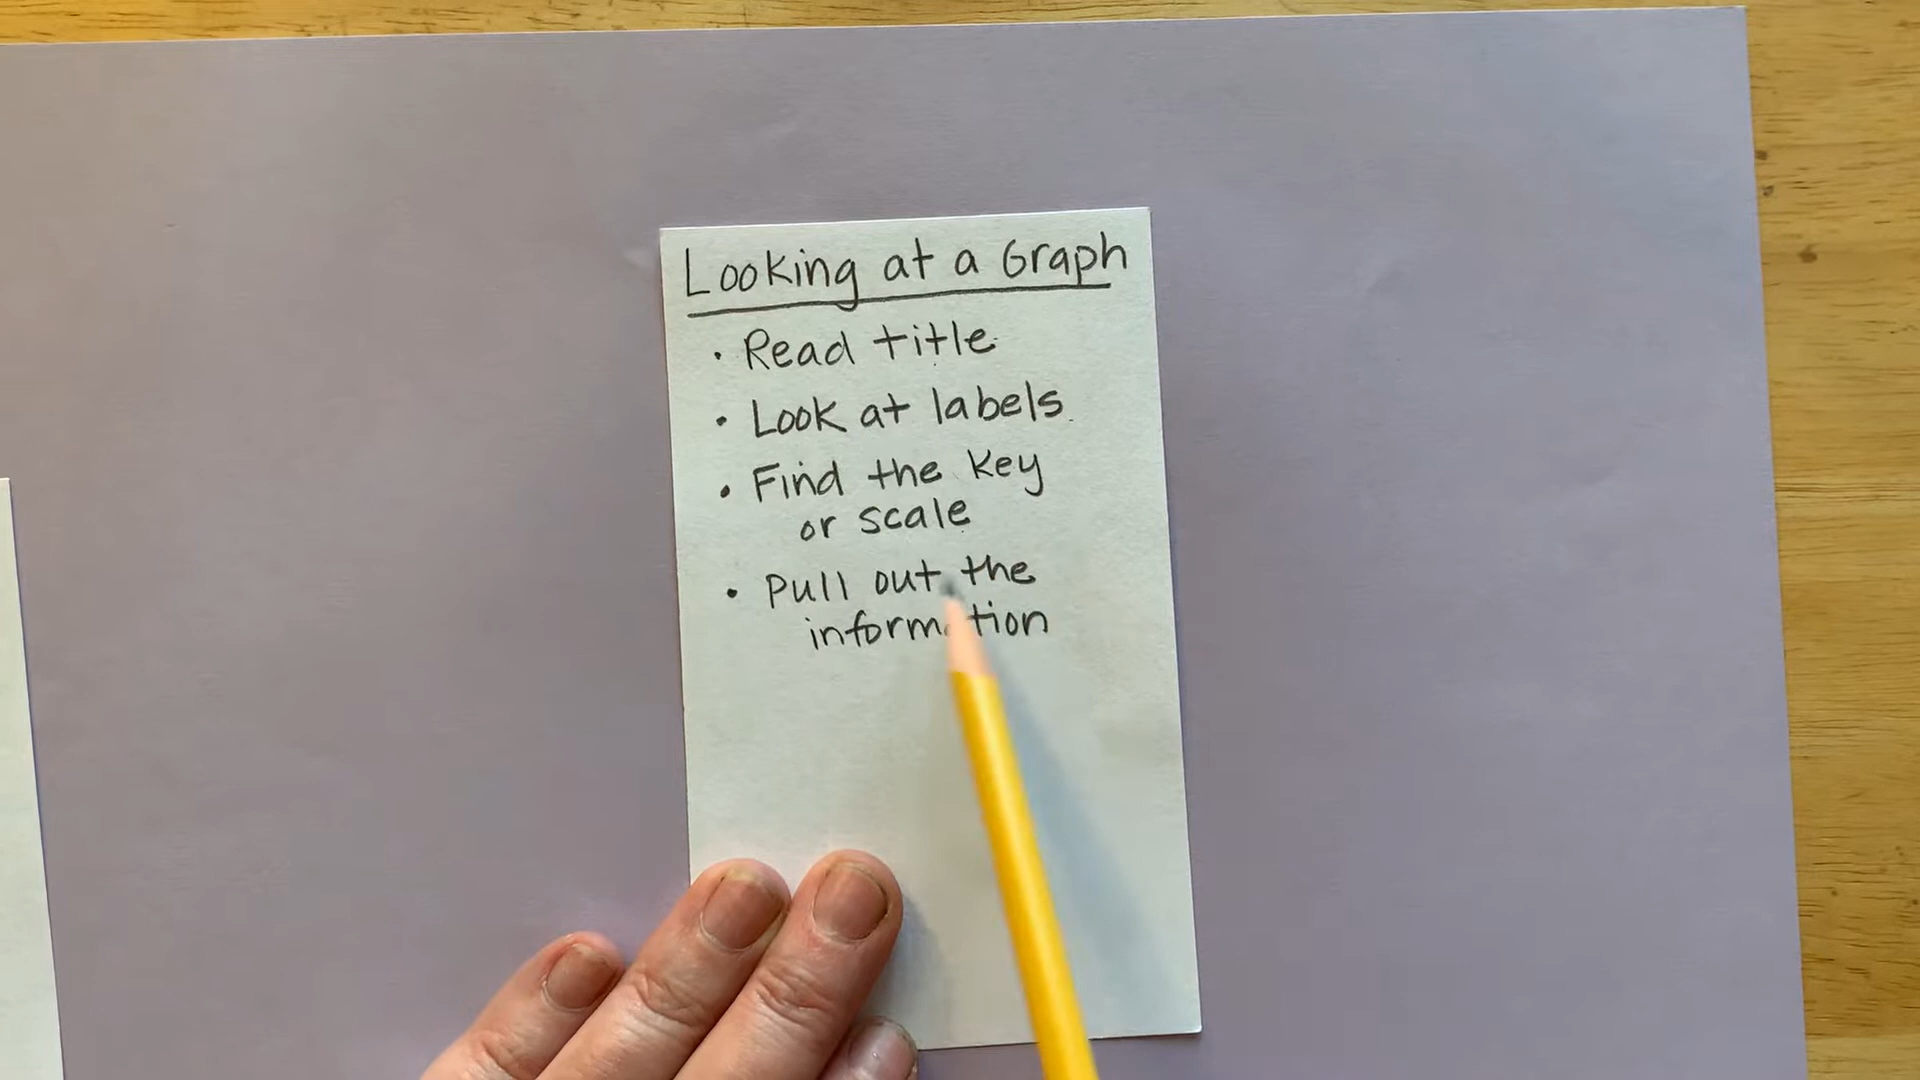 Looking at a Graph
• Read title
• Look at labels
• Find the key
or scale
• Pull out the
information